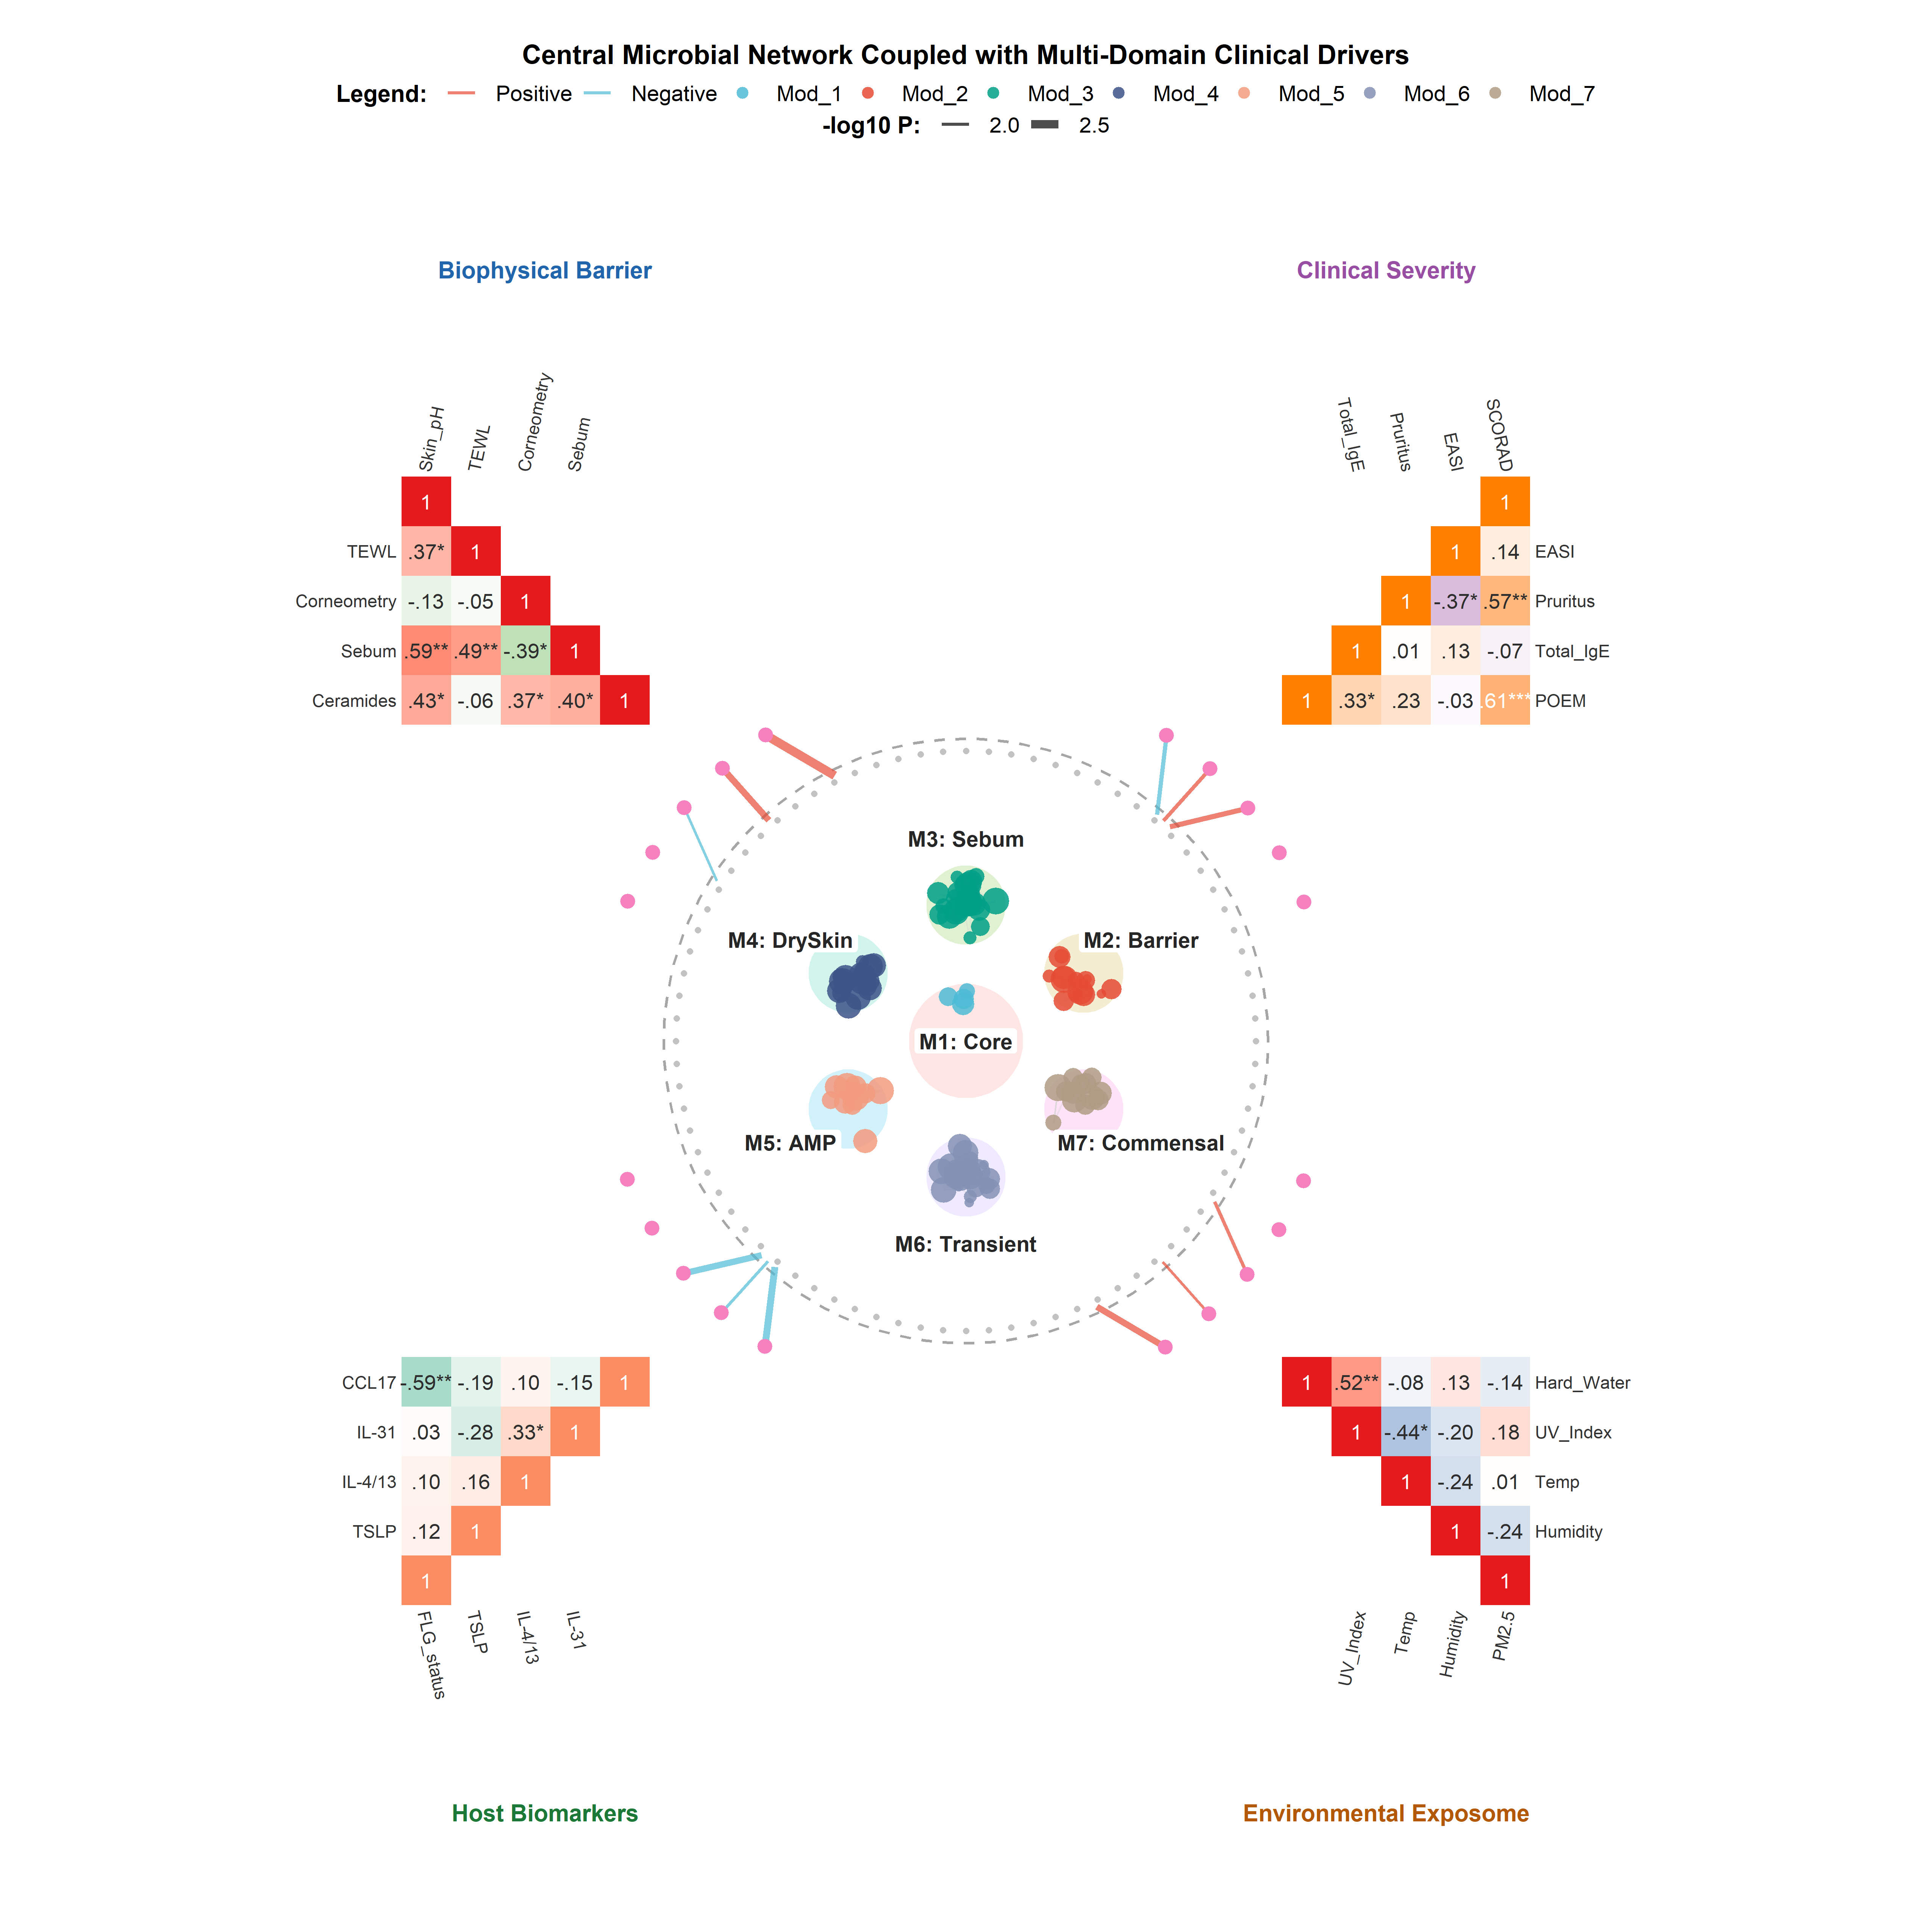 Central Microbial Network Coupled with Multi-Domain Clinical Drivers
Legend: Positive Negative Mod_1 Mod_2 Mod_3 Mod_4 Mod_5 Mod_6 Mod_7
-log10 P: 2.0 2.5
Biophysical Barrier
Skin_pH TEWL Corneometry Sebum
1
TEWL .37* 1
Corneometry -.13 -.05 1
Sebum .59** .49** -.39* 1
Ceramides .43* -.06 .37* .40* 1
Clinical Severity
Total_IgE Pruritus EASI SCORAD
1
1 .14 EASI
1 -.37* .57** Pruritus
1 .01 .13 -.07 Total_IgE
1 .33* .23 -.03 .61*** POEM
M3: Sebum
M4: DrySkin
M2: Barrier
M1: Core
M5: AMP
M7: Commensal
M6: Transient
CCL17 -.59** -.19 .10 -.15 1
IL-31 .03 -.28 .33* 1
IL-4/13 .10 .16 1
TSLP .12 1
1
FLG_status TSLP IL-4/13 IL-31
Host Biomarkers
1 .52** -.08 .13 -.14 Hard_Water
1 -.44* -.20 .18 UV_Index
1 -.24 .01 Temp
1 -.24 Humidity
1
UV_Index Temp Humidity PM2.5
Environmental Exposome